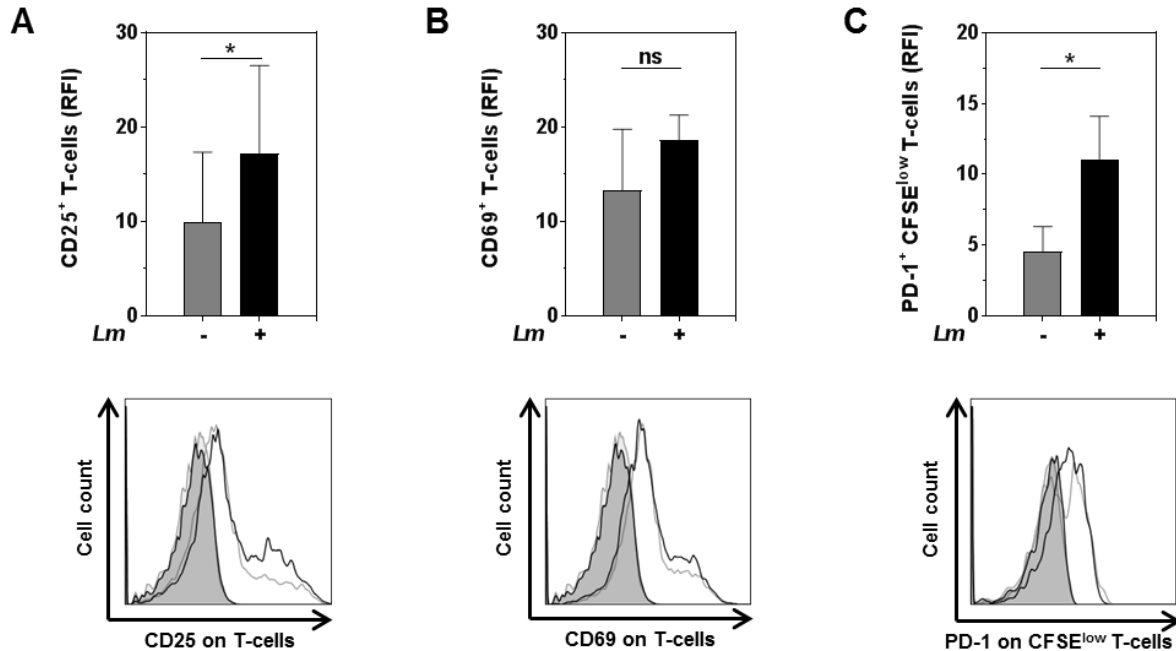 A
CD25⁺ T-cells (RFI)
30
20
10
0
*
Lm - +
Cell count
CD25 on T-cells
B
CD69⁺ T-cells (RFI)
30
20
10
0
ns
Lm - +
Cell count
CD69 on T-cells
C
PD-1⁺ CFSEˡᵒʷ T-cells (RFI)
20
15
10
5
0
*
Lm - +
Cell count
PD-1 on CFSEˡᵒʷ T-cells